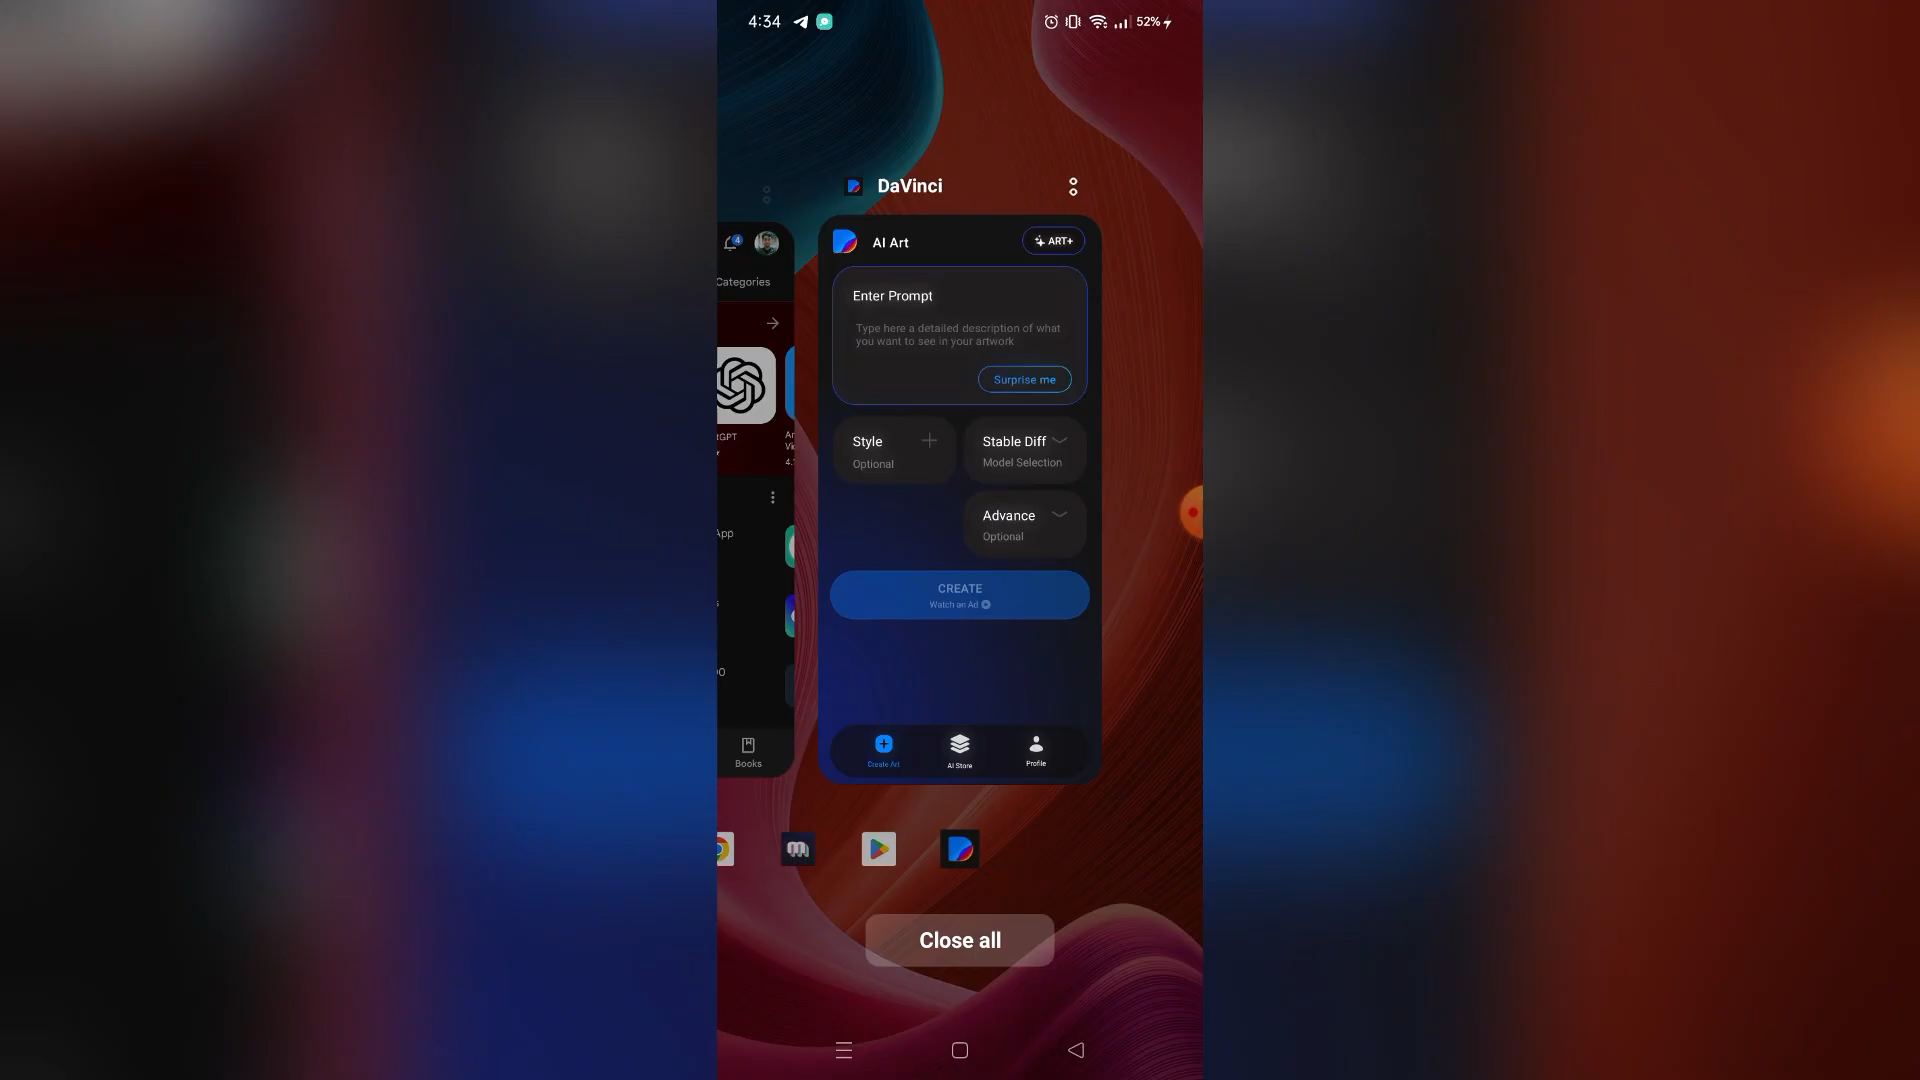 4:34
52%
DaVinci
4
Categories
AI Art
ART+
Enter Prompt
Type here a detailed description of what
you want to see in your artwork
Surprise me
Style
Optional
Stable Diff
Model Selection
Advance
Optional
CREATE
Watch an Ad
Create Art
AI Store
Profile
Books
Close all